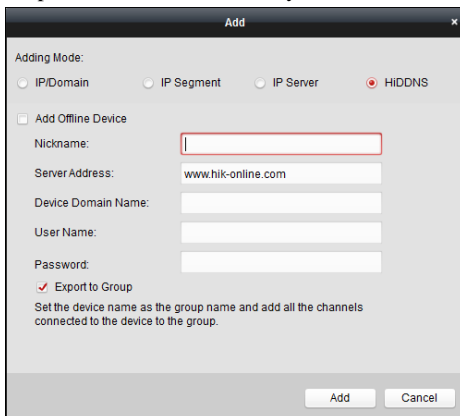 Add
×
Adding Mode:
IP/Domain IP Segment IP Server HiDDNS
Add Offline Device
Nickname:
Server Address: www.hik-online.com
Device Domain Name:
User Name:
Password:
Export to Group
Set the device name as the group name and add all the channels
connected to the device to the group.
Add Cancel